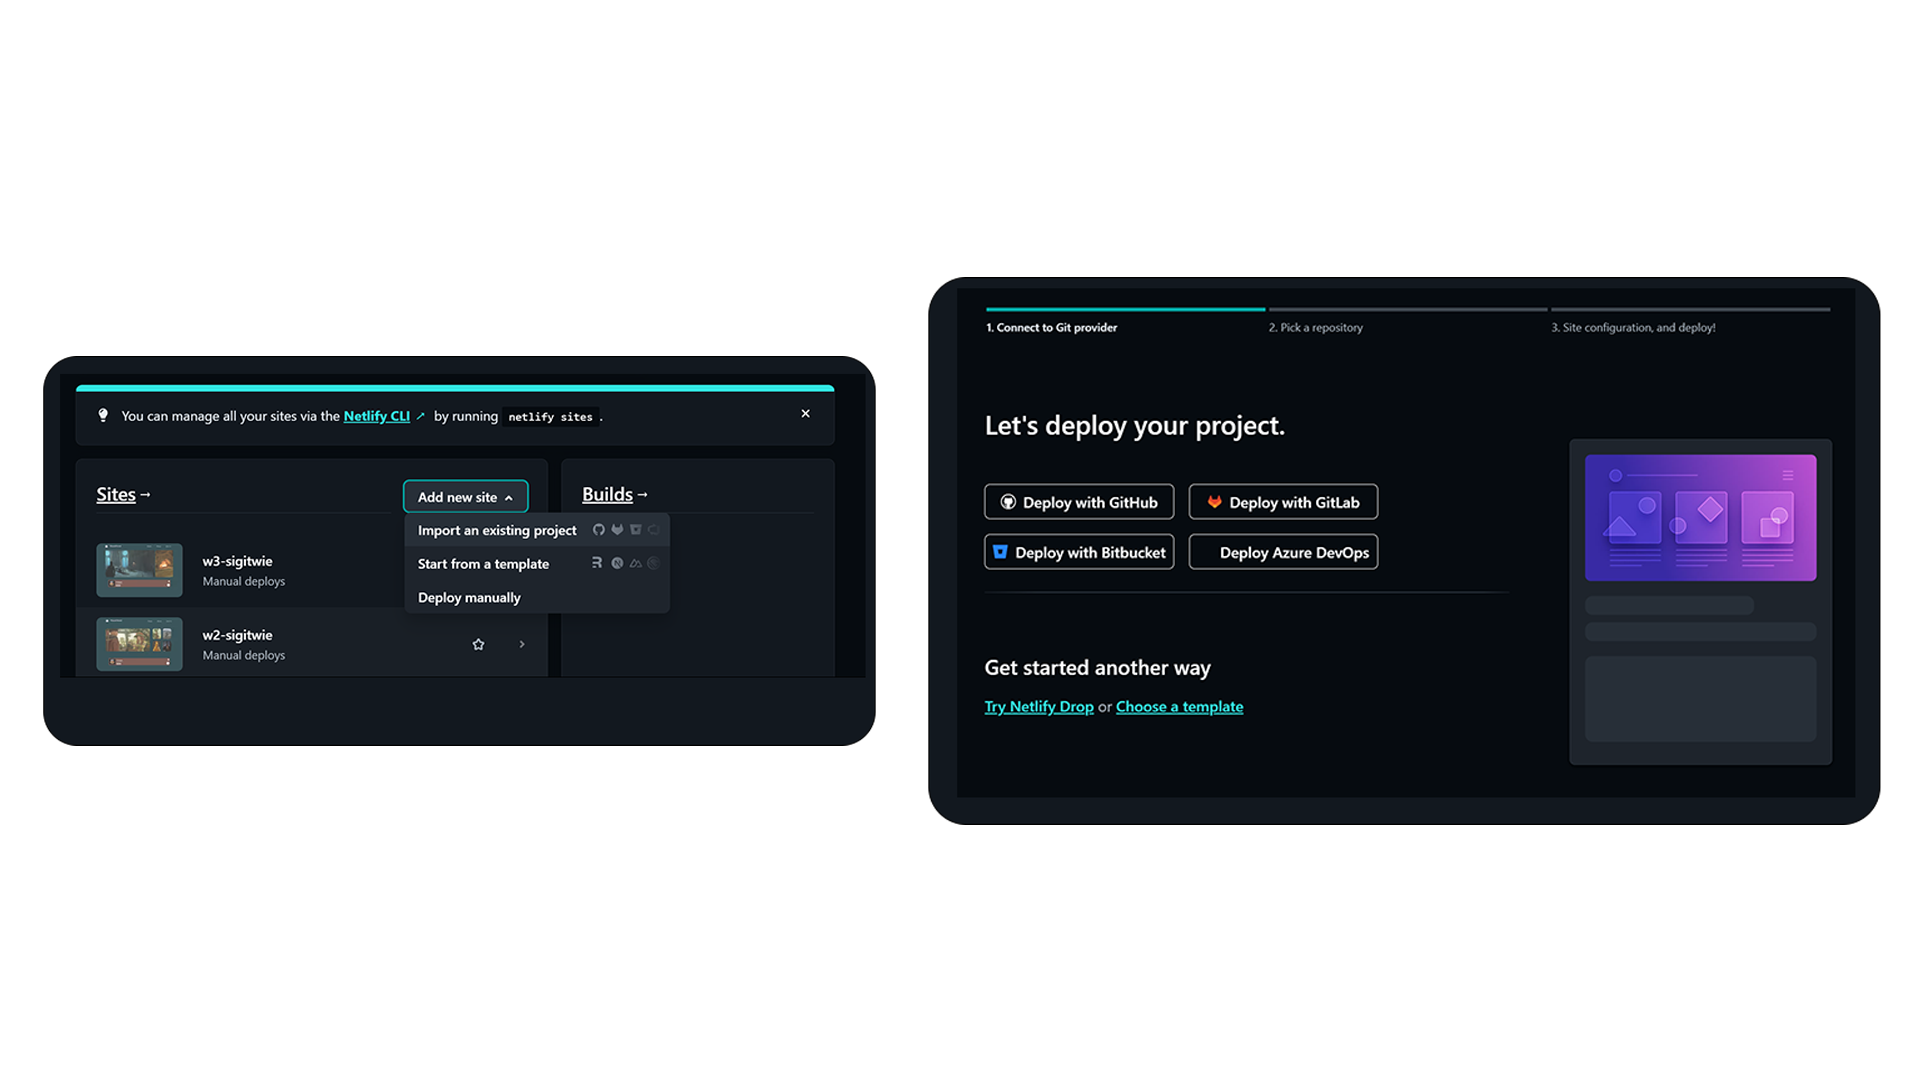 You can manage all your sites via the Netlify CLI ↗ by running netlify sites .
Sites →
Add new site
Builds →
Import an existing project
Start from a template
Deploy manually
w3-sigitwie
Manual deploys
w2-sigitwie
Manual deploys
1. Connect to Git provider
2. Pick a repository
3. Site configuration, and deploy!
Let's deploy your project.
Deploy with GitHub
Deploy with GitLab
Deploy with Bitbucket
Deploy Azure DevOps
Get started another way
Try Netlify Drop or Choose a template